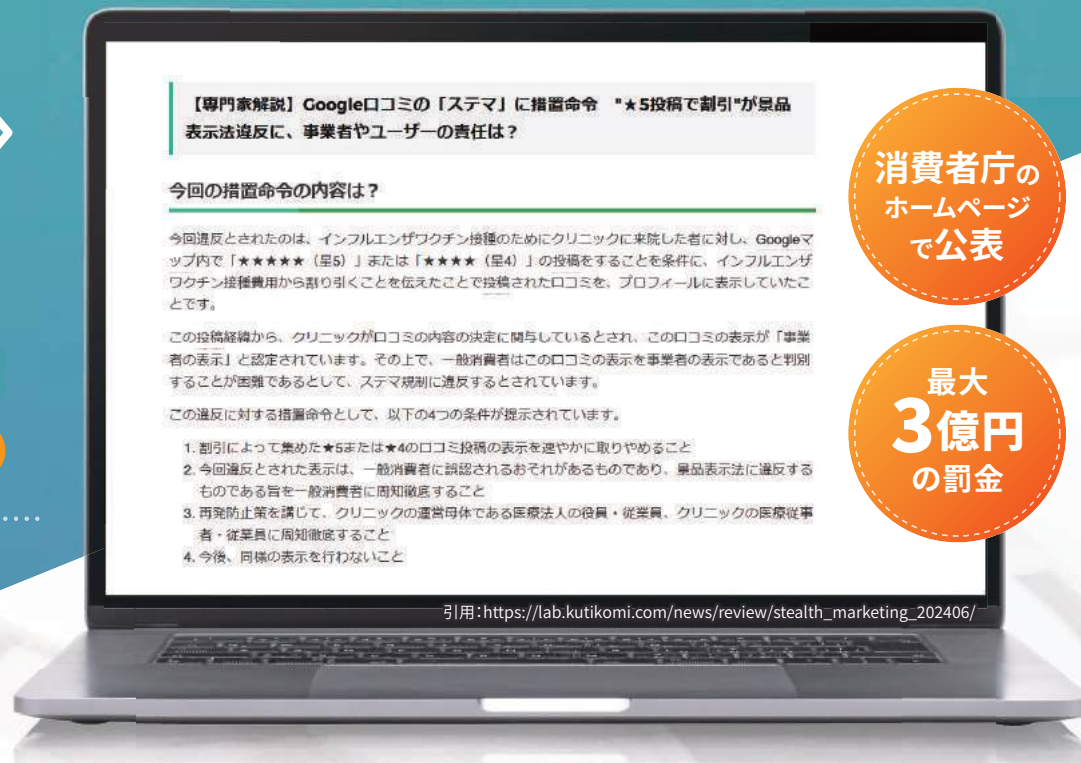 【専門家解説】Google口コミの「ステマ」に措置命令　"★5投稿で割引"が景品
表示法違反に、事業者やユーザーの責任は？
今回の措置命令の内容は？
今回違反とされたのは、インフルエンザワクチン接種のためにクリニックに来院した者に対し、Googleマ
ップ内で「★★★★★（星5）」または「★★★★（星4）」の投稿をすることを条件に、インフルエンザ
ワクチン接種費用から割り引くことを伝えたことで投稿された口コミを、プロフィールに表示していたこ
とです。
この投稿経緯から、クリニックが口コミの内容の決定に関与しているとされ、この口コミの表示が「事業
者の表示」と認定されています。その上で、一般消費者はこの口コミの表示を事業者の表示であると判別
することが困難であるとして、ステマ規制に違反するとされています。
この違反に対する措置命令として、以下の4つの条件が提示されています。
1. 割引によって集めた★5または★4の口コミ投稿の表示を速やかに取りやめること
2. 今回違反とされた表示は、一般消費者に誤認されるおそれがあるものであり、景品表示法に違反する
ものである旨を一般消費者に周知徹底すること
3. 再発防止策を講じて、クリニックの運営母体である医療法人の役員・従業員、クリニックの医療従事
者・従業員に周知徹底すること
4. 今後、同様の表示を行わないこと
引用：https://lab.kutikomi.com/news/review/stealth_marketing_202406/
消費者庁の
ホームページ
で公表
最大
3億円
の罰金